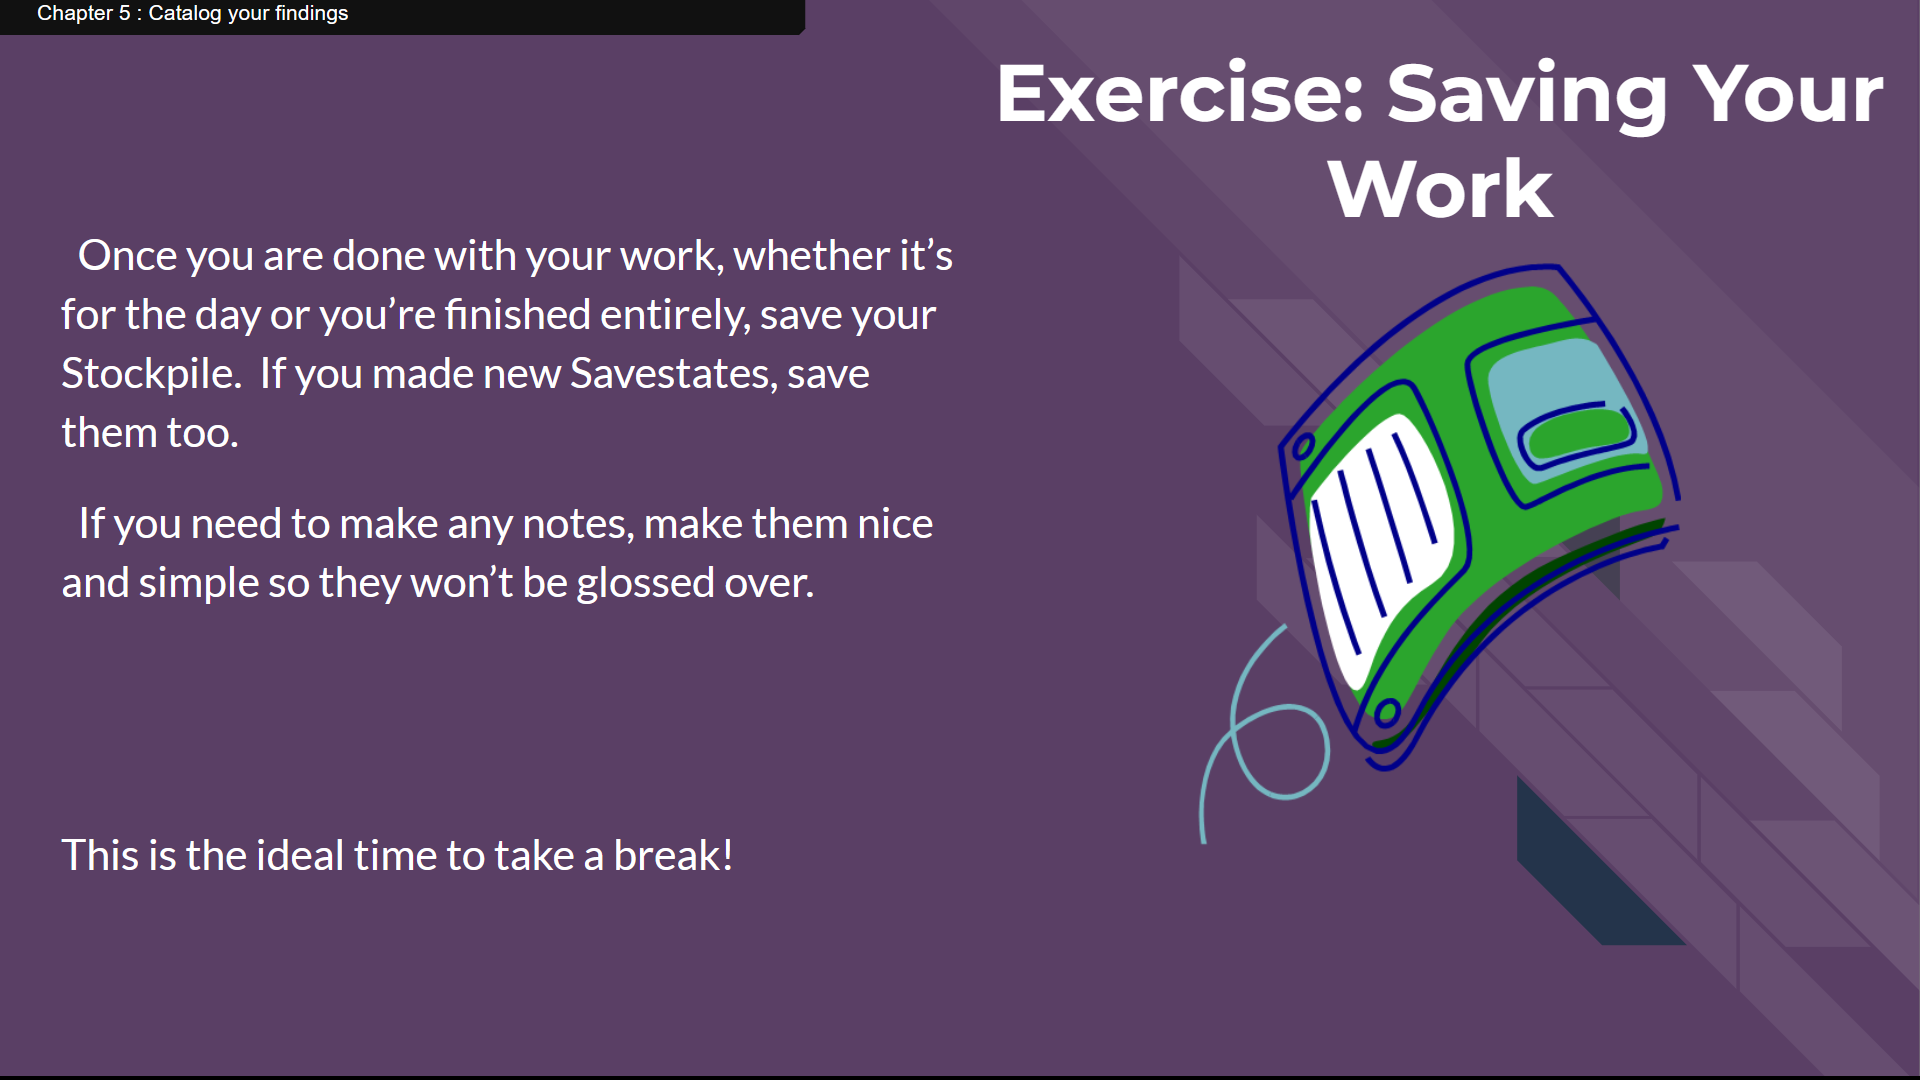 Chapter 5 : Catalog your findings
Exercise: Saving Your
Work
Once you are done with your work, whether it’s
for the day or you’re finished entirely, save your
Stockpile.  If you made new Savestates, save
them too.
If you need to make any notes, make them nice
and simple so they won’t be glossed over.
This is the ideal time to take a break!